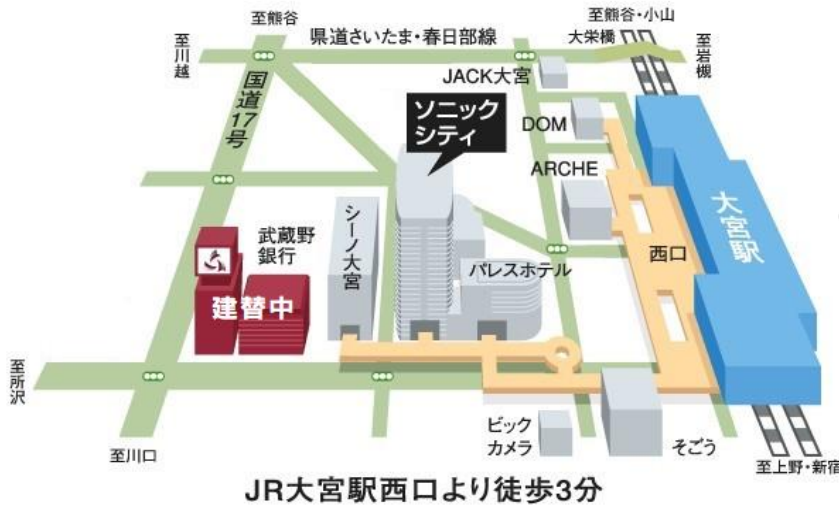 至熊谷
至熊谷・小山
至川越
県道さいたま・春日部線
大栄橋
至岩槻
国道17号
JACK大宮
ソニック
シティ
DOM
ARCHE
大宮駅
シーノ大宮
武蔵野
銀行
西口
パレスホテル
建替中
至所沢
ビック
カメラ
そごう
至川口
至上野・新宿
JR大宮駅西口より徒歩3分